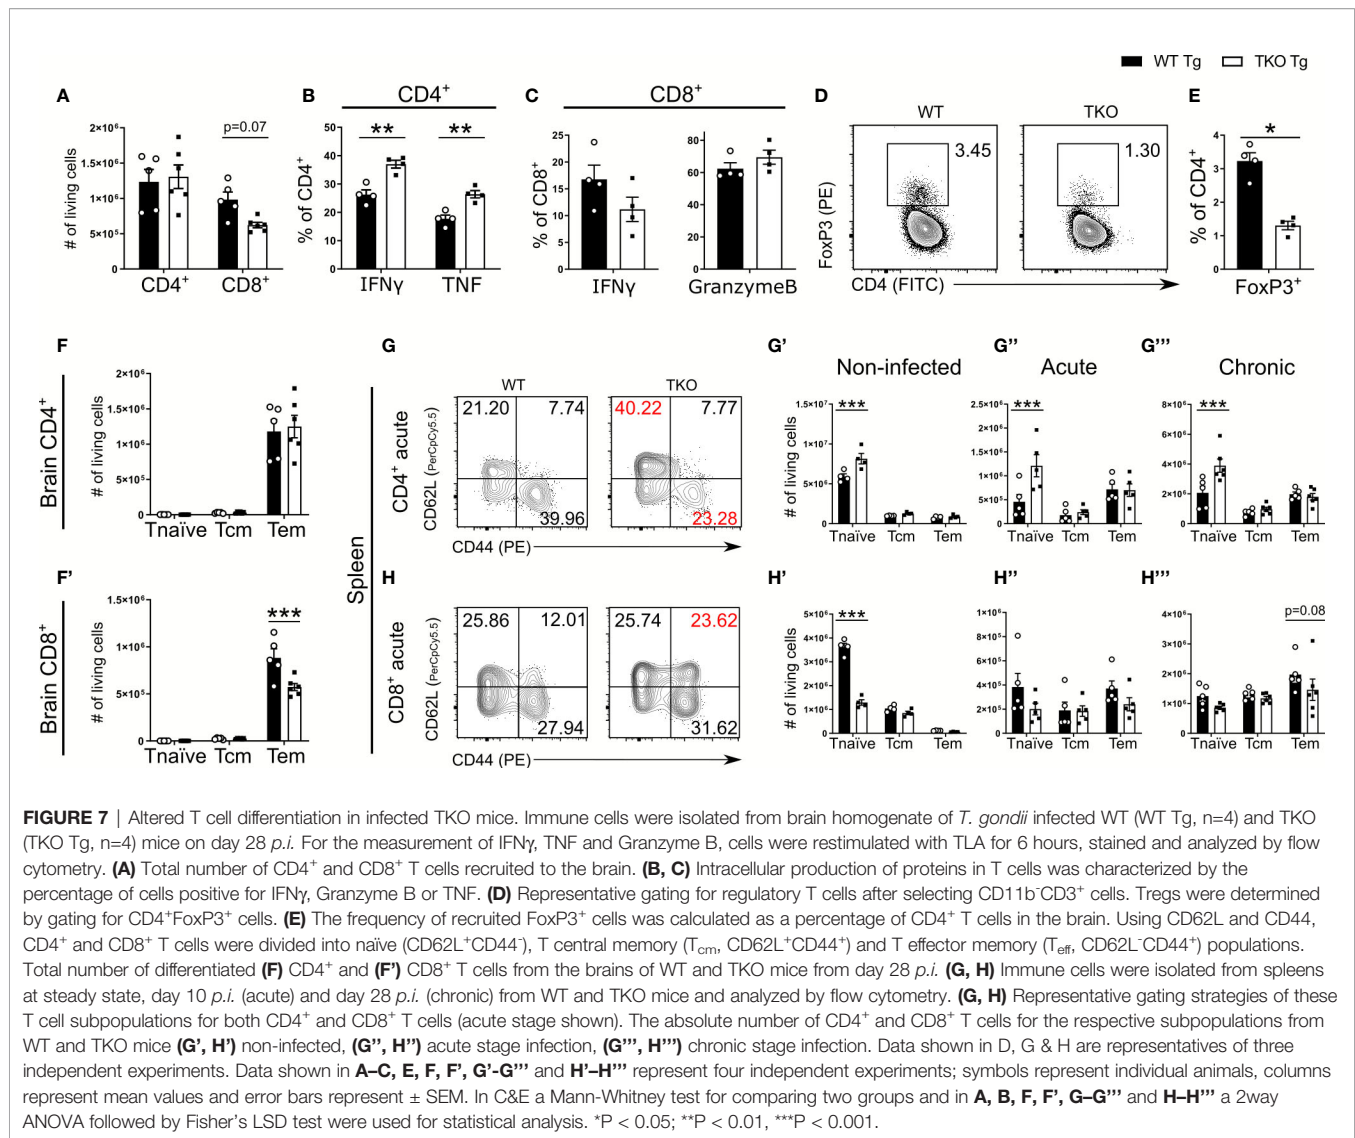 WT Tg TKO Tg
A B CD4⁺ C CD8⁺ D WT TKO E
# of living cells
2×10⁶
1.5×10⁶
1×10⁶
5×10⁵
0
p=0.07
CD4⁺ CD8⁺
% of CD4⁺
50
40
30
20
10
0
** **
IFNγ TNF
% of CD8⁺
25
20
15
10
5
0
IFNγ
80
60
40
20
0
GranzymeB
FoxP3 (PE)
3.45
1.30
CD4 (FITC)
% of CD4⁺
4
3
2
1
0
*
FoxP3⁺
F
Brain CD4⁺
# of living cells
2×10⁶
1.5×10⁶
1×10⁶
5×10⁵
0
Tnaïve Tcm Tem
F’
Brain CD8⁺
# of living cells
1.5×10⁶
1×10⁶
5×10⁵
0
***
Tnaïve Tcm Tem
Spleen
G
WT TKO
CD4⁺ acute
CD62L (PerCpCy5.5)
21.20 7.74
39.96
40.22 7.77
23.28
CD44 (PE)
G’ G’’ G’’’
Non-infected Acute Chronic
# of living cells
1.5×10⁷
1×10⁷
5×10⁶
0
***
Tnaïve Tcm Tem
2.5×10⁶
2×10⁶
1.5×10⁶
1×10⁶
5×10⁵
0
***
Tnaïve Tcm Tem
8×10⁶
6×10⁶
4×10⁶
2×10⁶
0
***
Tnaïve Tcm Tem
H
CD8⁺ acute
CD62L (PerCpCy5.5)
25.86 12.01
27.94
25.74 23.62
31.62
CD44 (PE)
H’ H’’ H’’’
# of living cells
5×10⁶
4×10⁶
3×10⁶
2×10⁶
1×10⁶
0
***
Tnaïve Tcm Tem
1×10⁶
8×10⁵
6×10⁵
4×10⁵
2×10⁵
0
Tnaïve Tcm Tem
4×10⁶
3×10⁶
2×10⁶
1×10⁶
0
p=0.08
Tnaïve Tcm Tem
FIGURE 7 | Altered T cell differentiation in infected TKO mice. Immune cells were isolated from brain homogenate of T. gondii infected WT (WT Tg, n=4) and TKO
(TKO Tg, n=4) mice on day 28 p.i. For the measurement of IFNγ, TNF and Granzyme B, cells were restimulated with TLA for 6 hours, stained and analyzed by flow
cytometry. (A) Total number of CD4⁺ and CD8⁺ T cells recruited to the brain. (B, C) Intracellular production of proteins in T cells was characterized by the
percentage of cells positive for IFNγ, Granzyme B or TNF. (D) Representative gating for regulatory T cells after selecting CD11b⁻CD3⁺ cells. Tregs were determined
by gating for CD4⁺FoxP3⁺ cells. (E) The frequency of recruited FoxP3⁺ cells was calculated as a percentage of CD4⁺ T cells in the brain. Using CD62L and CD44,
CD4⁺ and CD8⁺ T cells were divided into naïve (CD62L⁺CD44⁻), T central memory (Tcm, CD62L⁺CD44⁺) and T effector memory (Teff, CD62L⁻CD44⁺) populations.
Total number of differentiated (F) CD4⁺ and (F’) CD8⁺ T cells from the brains of WT and TKO mice from day 28 p.i. (G, H) Immune cells were isolated from spleens
at steady state, day 10 p.i. (acute) and day 28 p.i. (chronic) from WT and TKO mice and analyzed by flow cytometry. (G, H) Representative gating strategies of these
T cell subpopulations for both CD4⁺ and CD8⁺ T cells (acute stage shown). The absolute number of CD4⁺ and CD8⁺ T cells for the respective subpopulations from
WT and TKO mice (G’, H’) non-infected, (G’’, H’’) acute stage infection, (G’’’, H’’’) chronic stage infection. Data shown in D, G & H are representatives of three
independent experiments. Data shown in A–C, E, F, F’, G’-G’’’ and H’–H’’’ represent four independent experiments; symbols represent individual animals, columns
represent mean values and error bars represent ± SEM. In C&E a Mann-Whitney test for comparing two groups and in A, B, F, F’, G–G’’’ and H–H’’’ a 2way
ANOVA followed by Fisher’s LSD test were used for statistical analysis. *P < 0.05; **P < 0.01, ***P < 0.001.